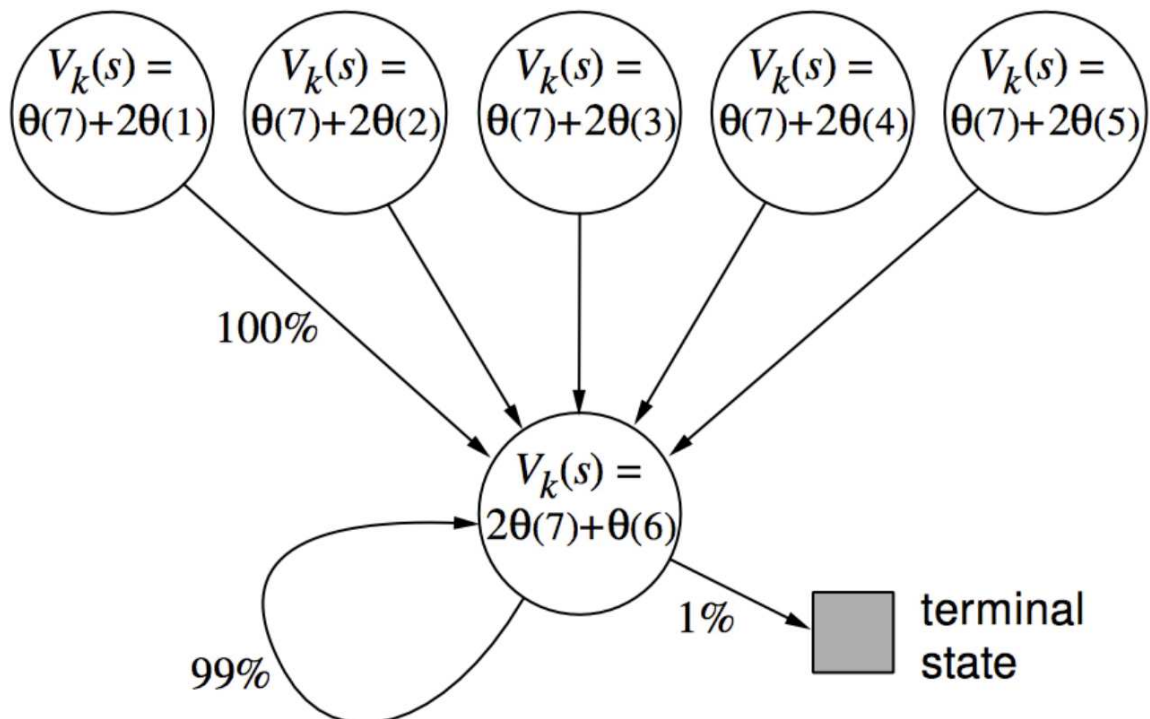 V_k(s) =
θ(7)+2θ(1)
V_k(s) =
θ(7)+2θ(2)
V_k(s) =
θ(7)+2θ(3)
V_k(s) =
θ(7)+2θ(4)
V_k(s) =
θ(7)+2θ(5)
100%
V_k(s) =
2θ(7)+θ(6)
99%
1%
terminal
state